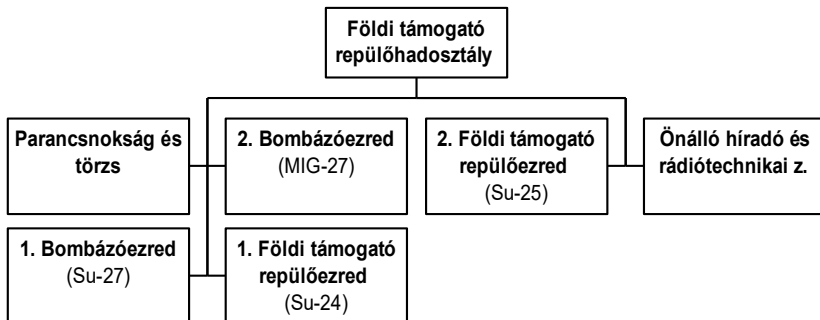 Földi támogató
repülőhadosztály
Parancsnokság és
törzs
2. Bombázóezred
(MIG-27)
2. Földi támogató
repülőezred
(Su-25)
Önálló híradó és
rádiótechnikai z.
1. Bombázóezred
(Su-27)
1. Földi támogató
repülőezred
(Su-24)